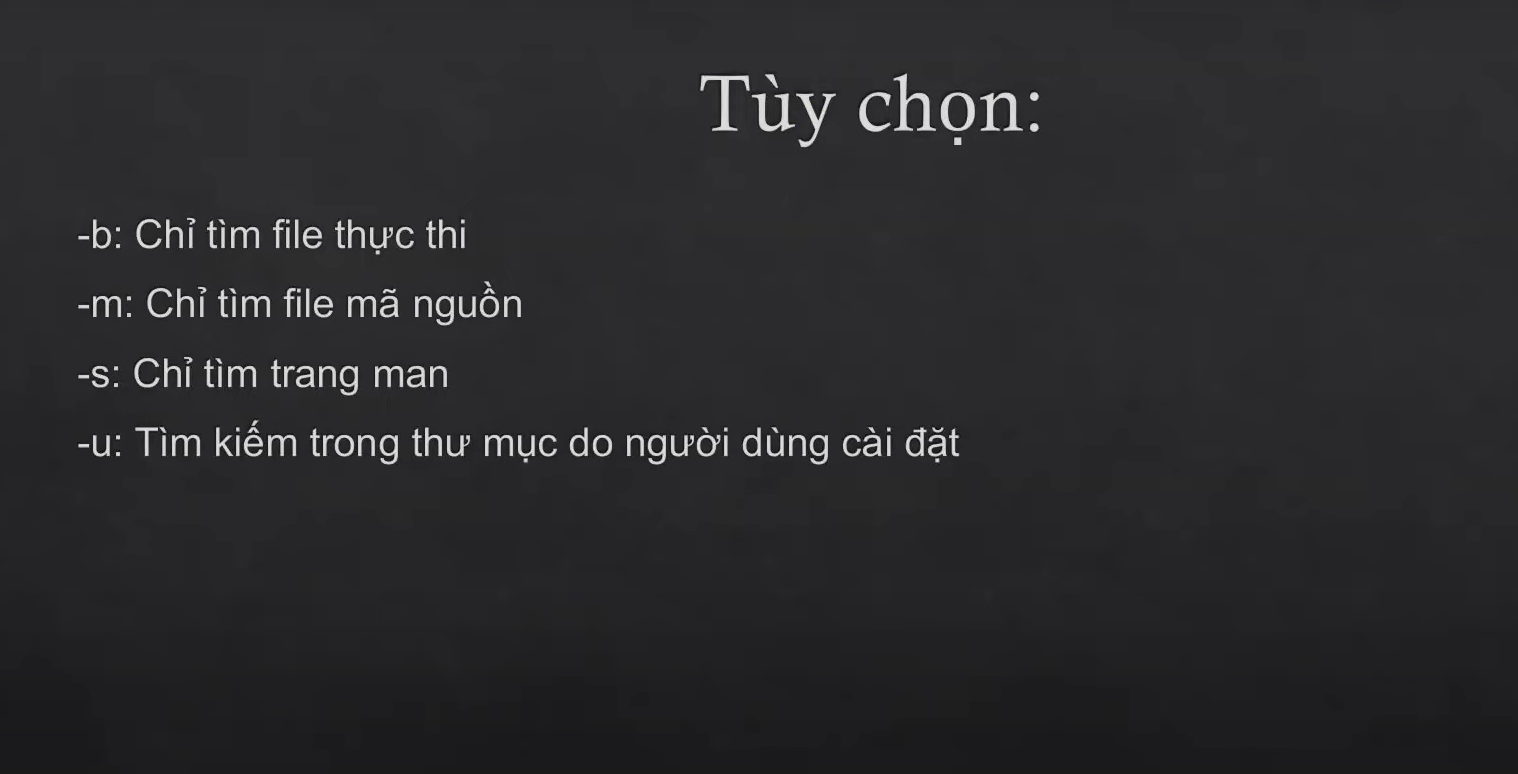 Tùy chọn:
-b: Chỉ tìm file thực thi
-m: Chỉ tìm file mã nguồn
-s: Chỉ tìm trang man
-u: Tìm kiếm trong thư mục do người dùng cài đặt